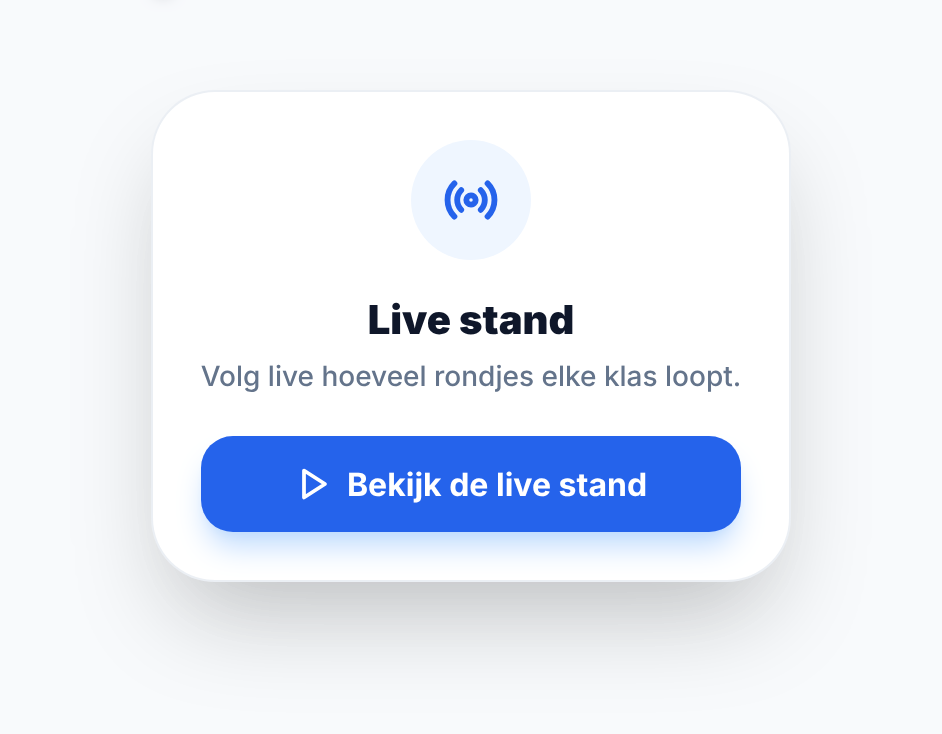 Live stand
Volg live hoeveel rondjes elke klas loopt.
Bekijk de live stand